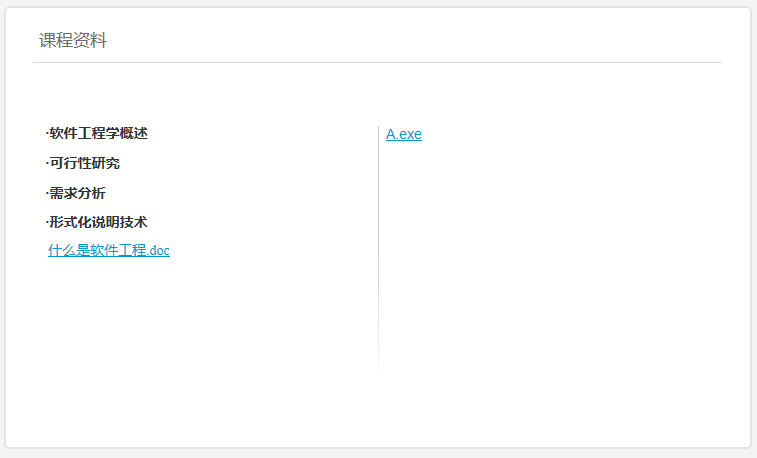 课程资料
·软件工程学概述
·可行性研究
·需求分析
·形式化说明技术
什么是软件工程.doc
A.exe